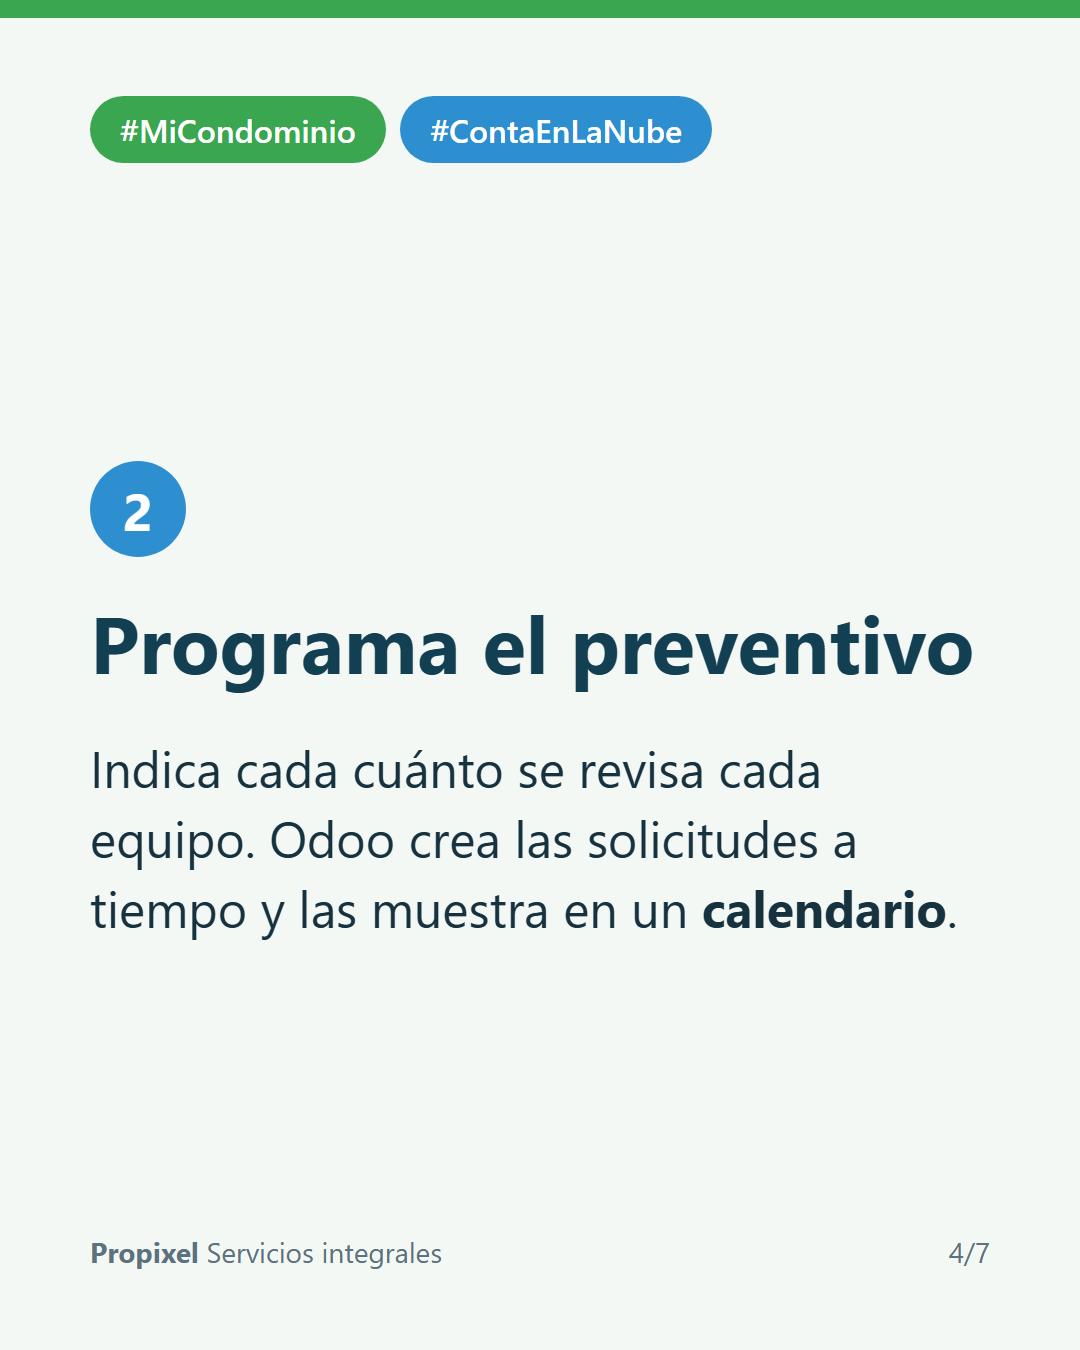 #MiCondominio #ContaEnLaNube
2
Programa el preventivo
Indica cada cuánto se revisa cada
equipo. Odoo crea las solicitudes a
tiempo y las muestra en un calendario.
Propixel Servicios integrales 4/7